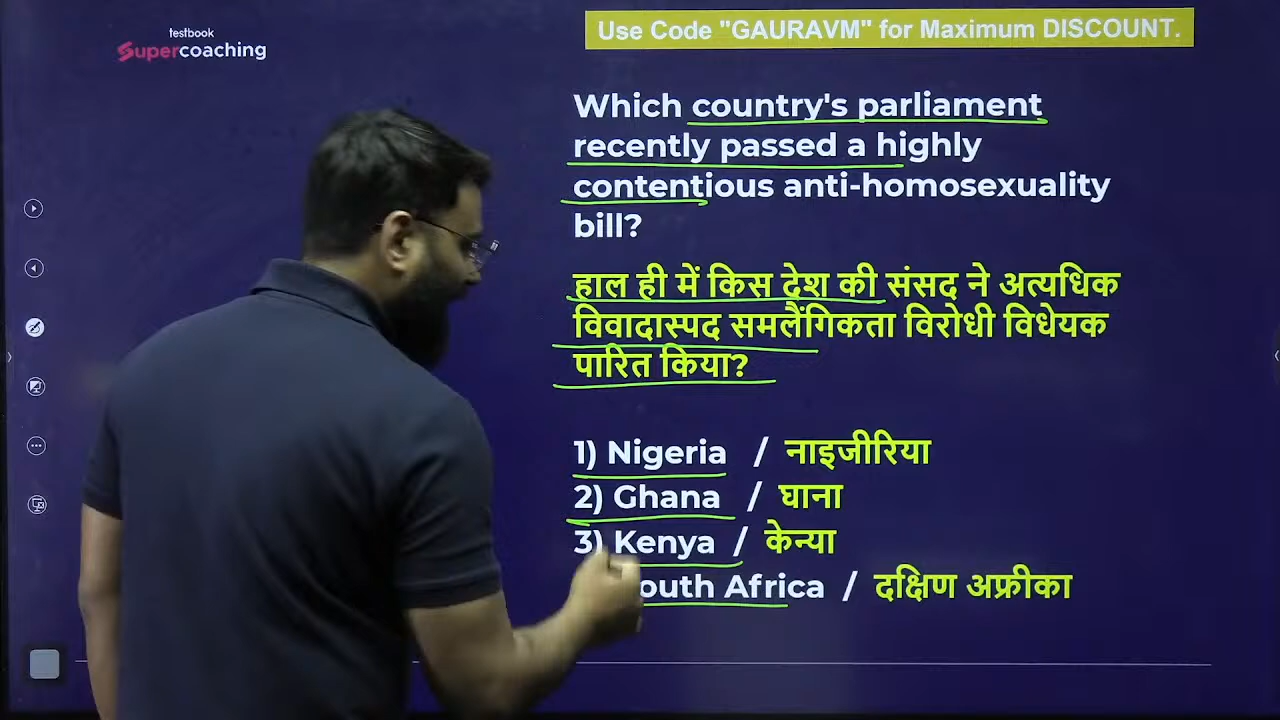 testbook
Supercoaching
Use Code "GAURAVM" for Maximum DISCOUNT.
Which country's parliament
recently passed a highly
contentious anti-homosexuality
bill?
हाल ही में किस देश की संसद ने अत्यधिक
विवादास्पद समलैंगिकता विरोधी विधेयक
पारित किया?
1) Nigeria / नाइजीरिया
2) Ghana / घाना
3) Kenya / केन्या
outh Africa / दक्षिण अफ्रीका